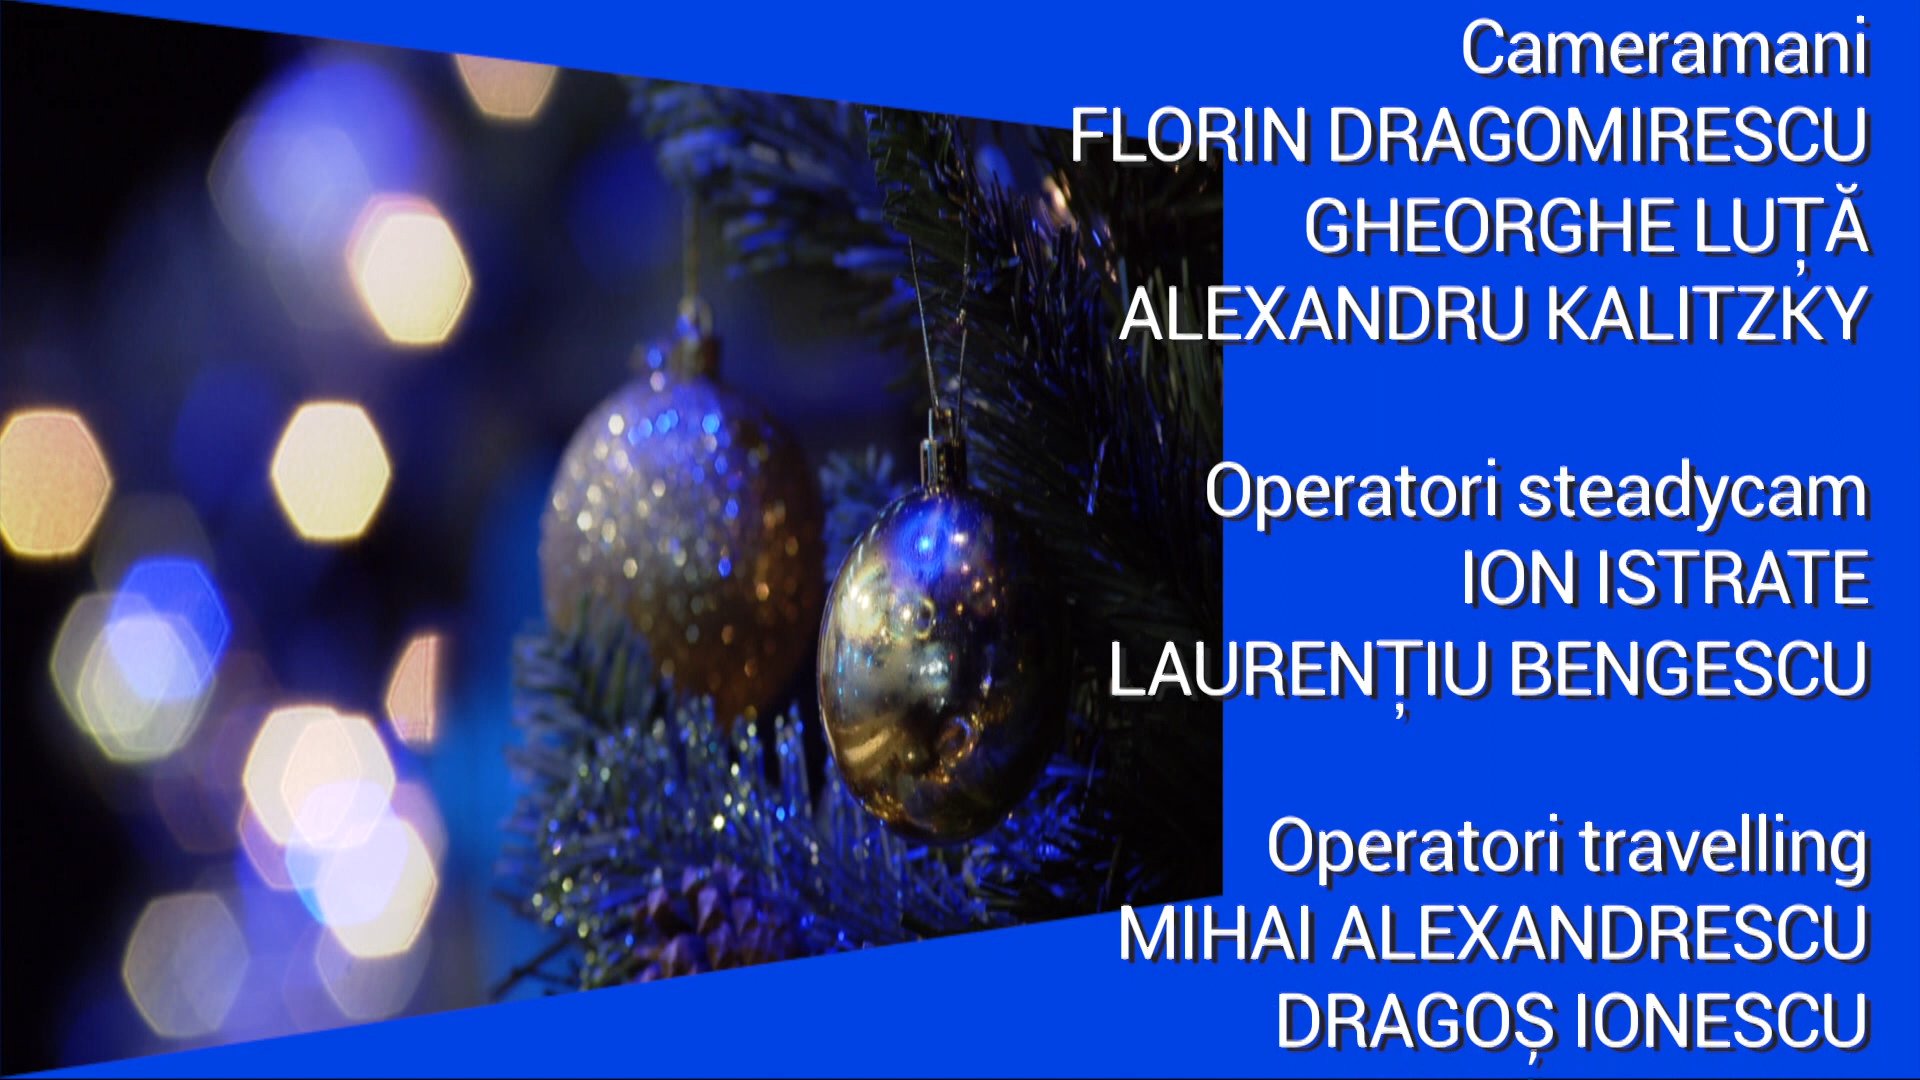 Cameramani
FLORIN DRAGOMIRESCU
GHEORGHE LUȚĂ
ALEXANDRU KALITZKY
Operatori steadycam
ION ISTRATE
LAURENȚIU BENGESCU
Operatori travelling
MIHAI ALEXANDRESCU
DRAGOȘ IONESCU